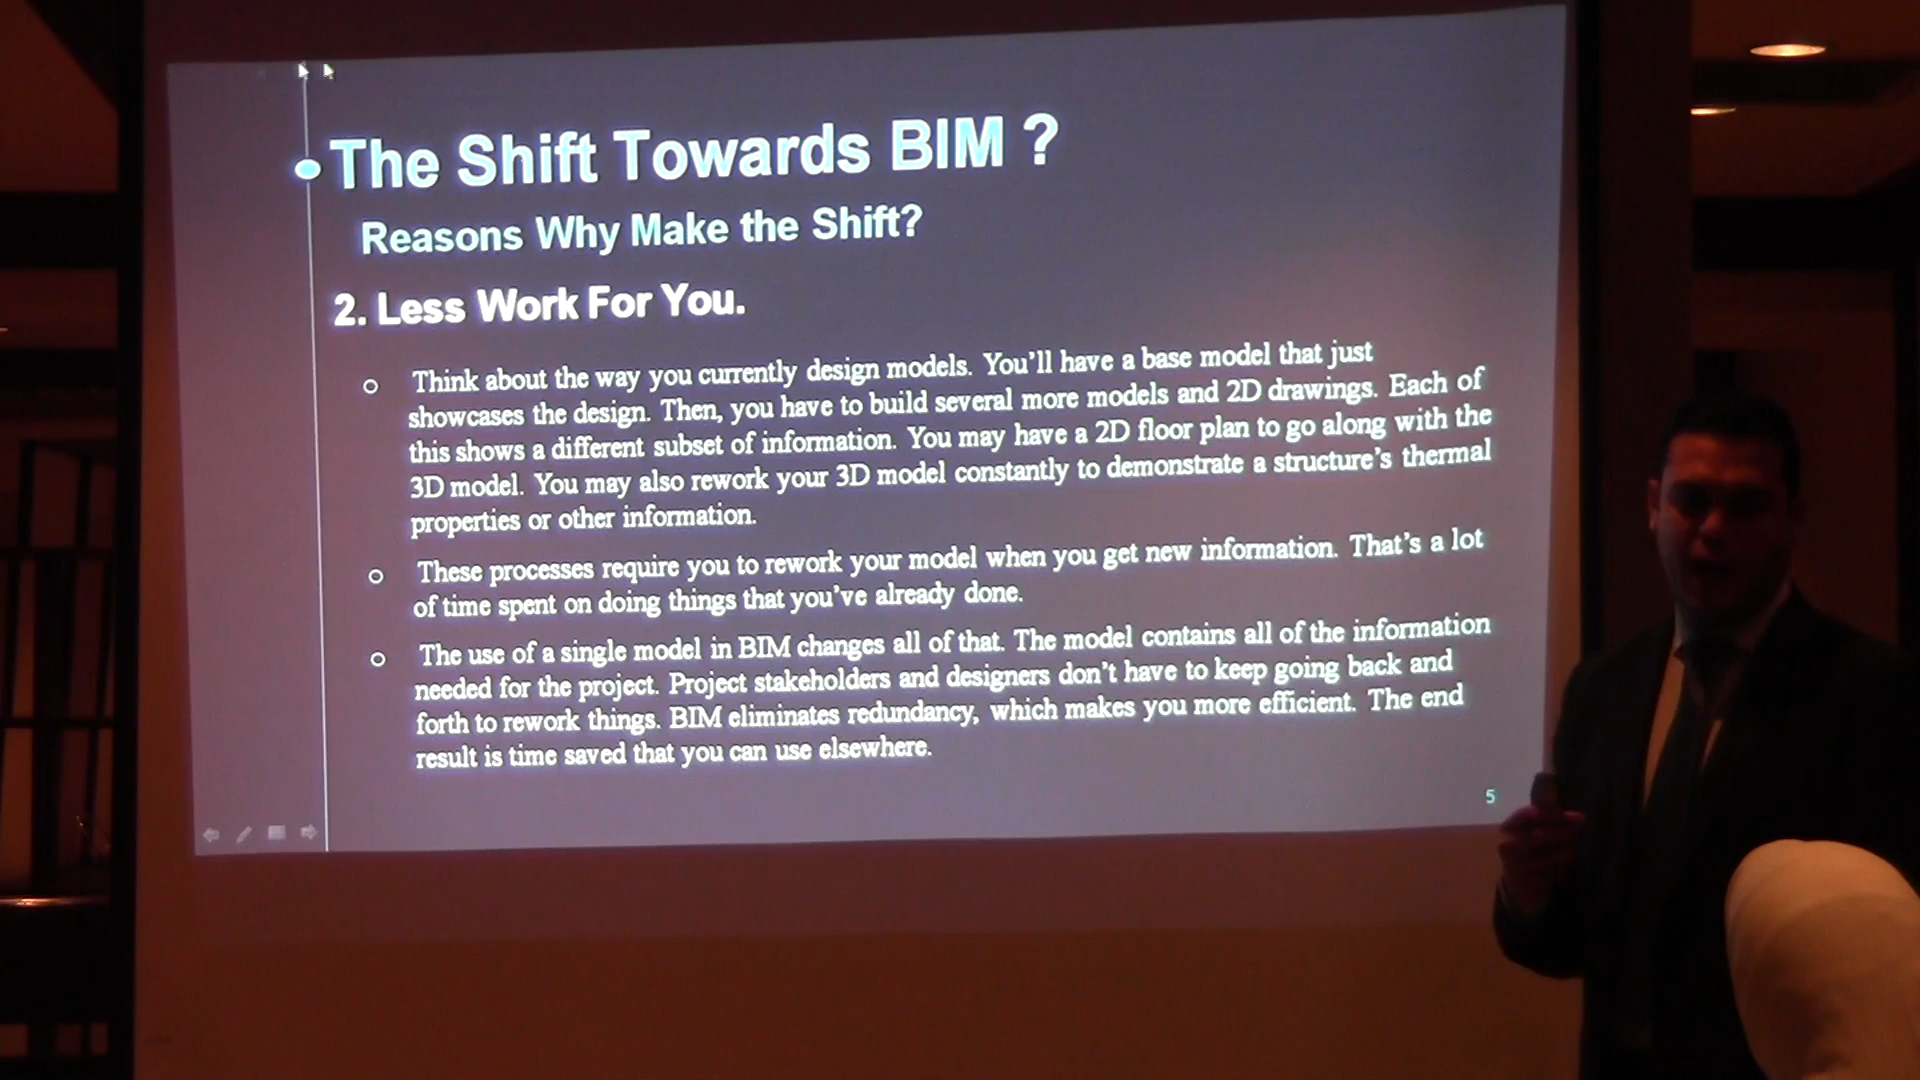 The Shift Towards BIM ?
Reasons Why Make the Shift?
2. Less Work For You.
Think about the way you currently design models. You'll have a base model that just
showcases the design. Then, you have to build several more models and 2D drawings. Each of
this shows a different subset of information. You may have a 2D floor plan to go along with the
3D model. You may also rework your 3D model constantly to demonstrate a structure's thermal
properties or other information.
These processes require you to rework your model when you get new information. That's a lot
of time spent on doing things that you've already done.
The use of a single model in BIM changes all of that. The model contains all of the information
needed for the project. Project stakeholders and designers don't have to keep going back and
forth to rework things. BIM eliminates redundancy, which makes you more efficient. The end
result is time saved that you can use elsewhere.
5